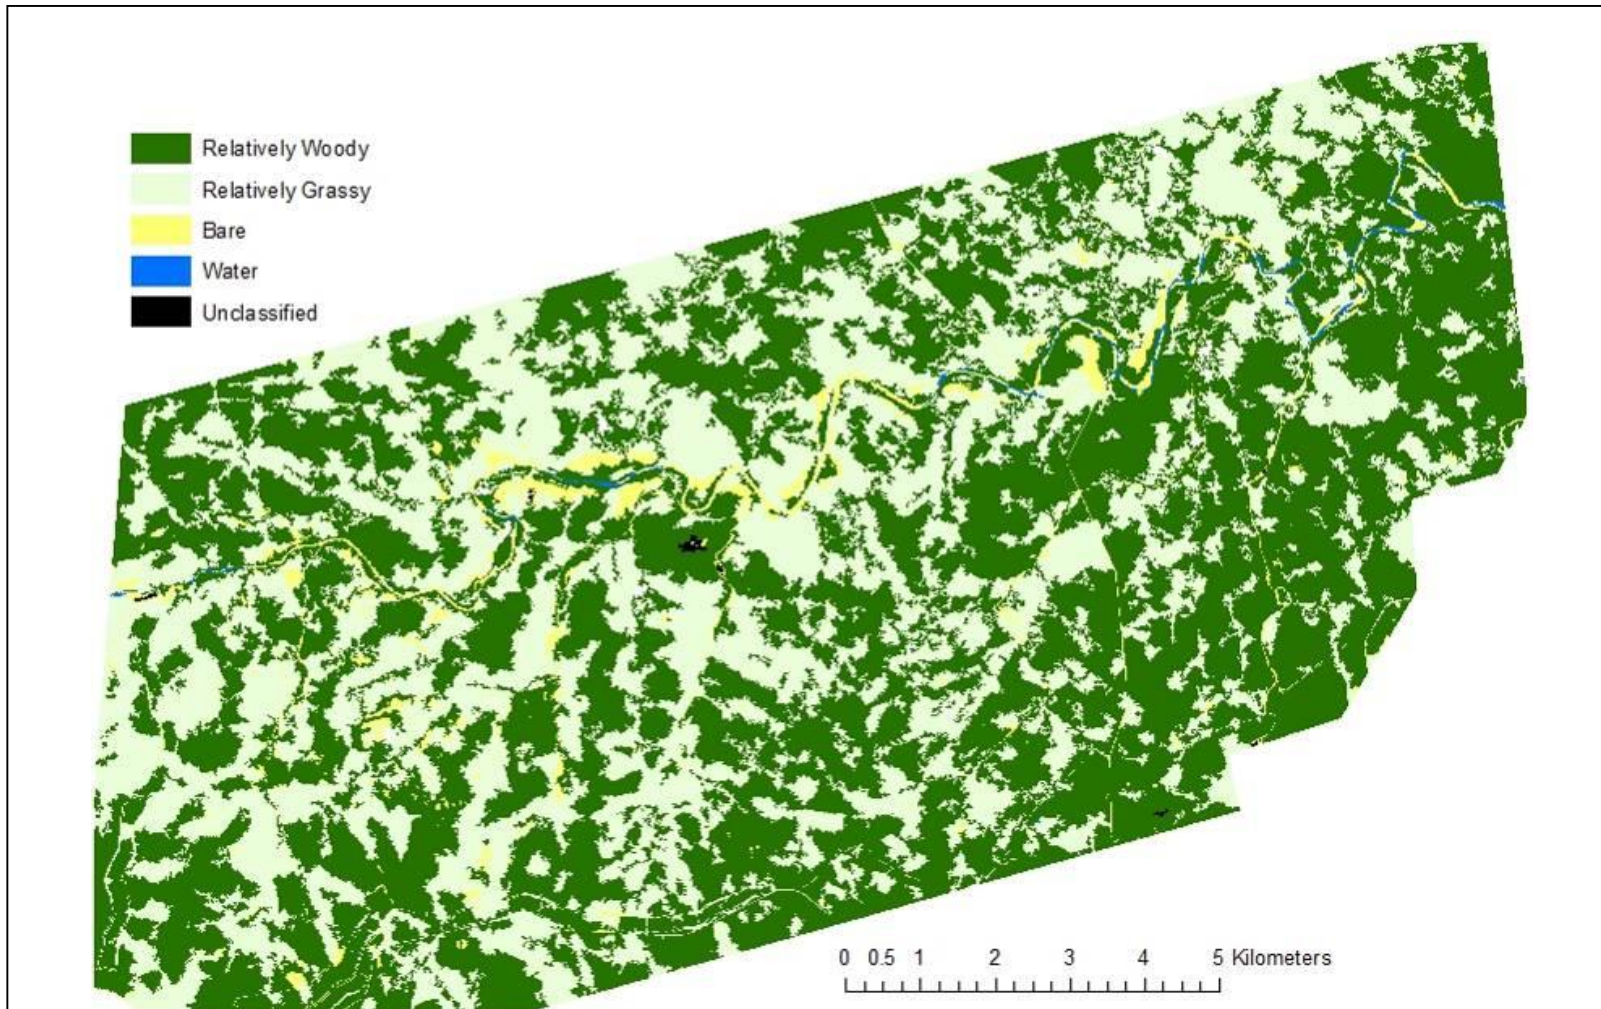 Relatively Woody
Relatively Grassy
Bare
Water
Unclassified
0 0.5 1 2 3 4 5 Kilometers